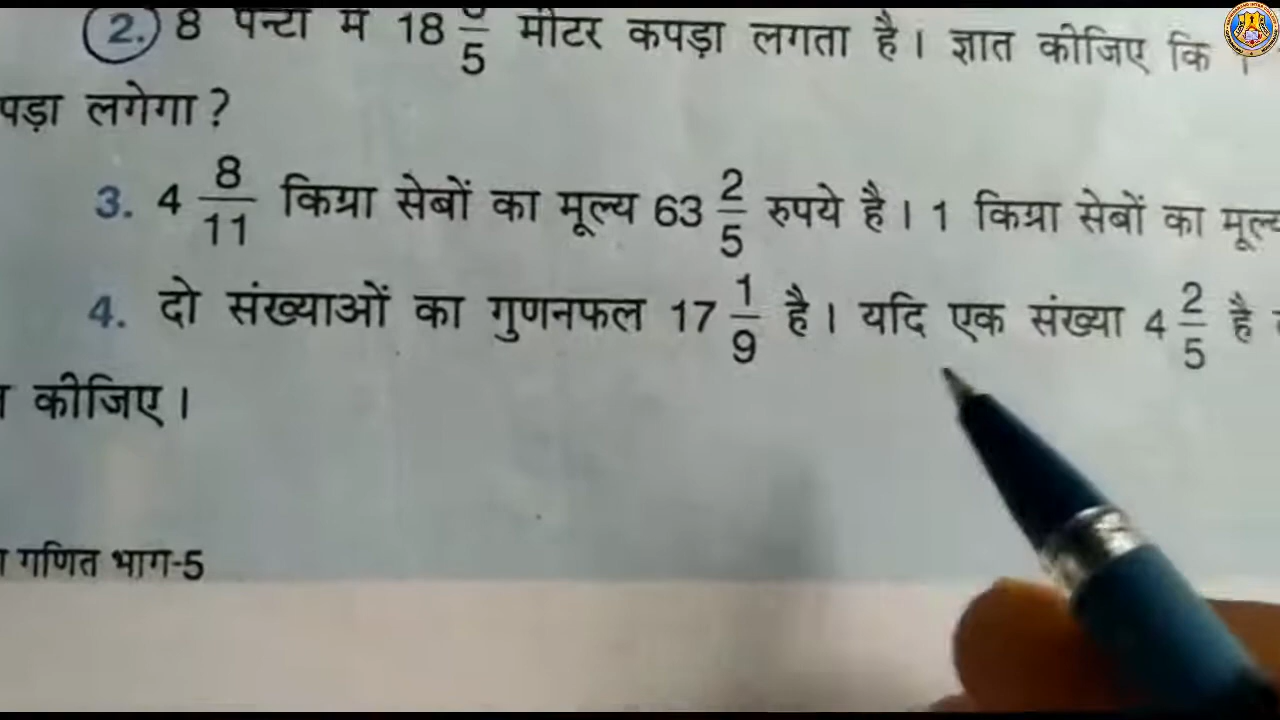 2. 8 पेन्टों में 18 /5 मीटर कपड़ा लगता है। ज्ञात कीजिए कि 1
पड़ा लगेगा?
3. 4 8/11 किग्रा सेबों का मूल्य 63 2/5 रुपये है। 1 किग्रा सेबों का मूल्य
4. दो संख्याओं का गुणनफल 17 1/9 है। यदि एक संख्या 4 2/5 है
कीजिए।
गणित भाग-5